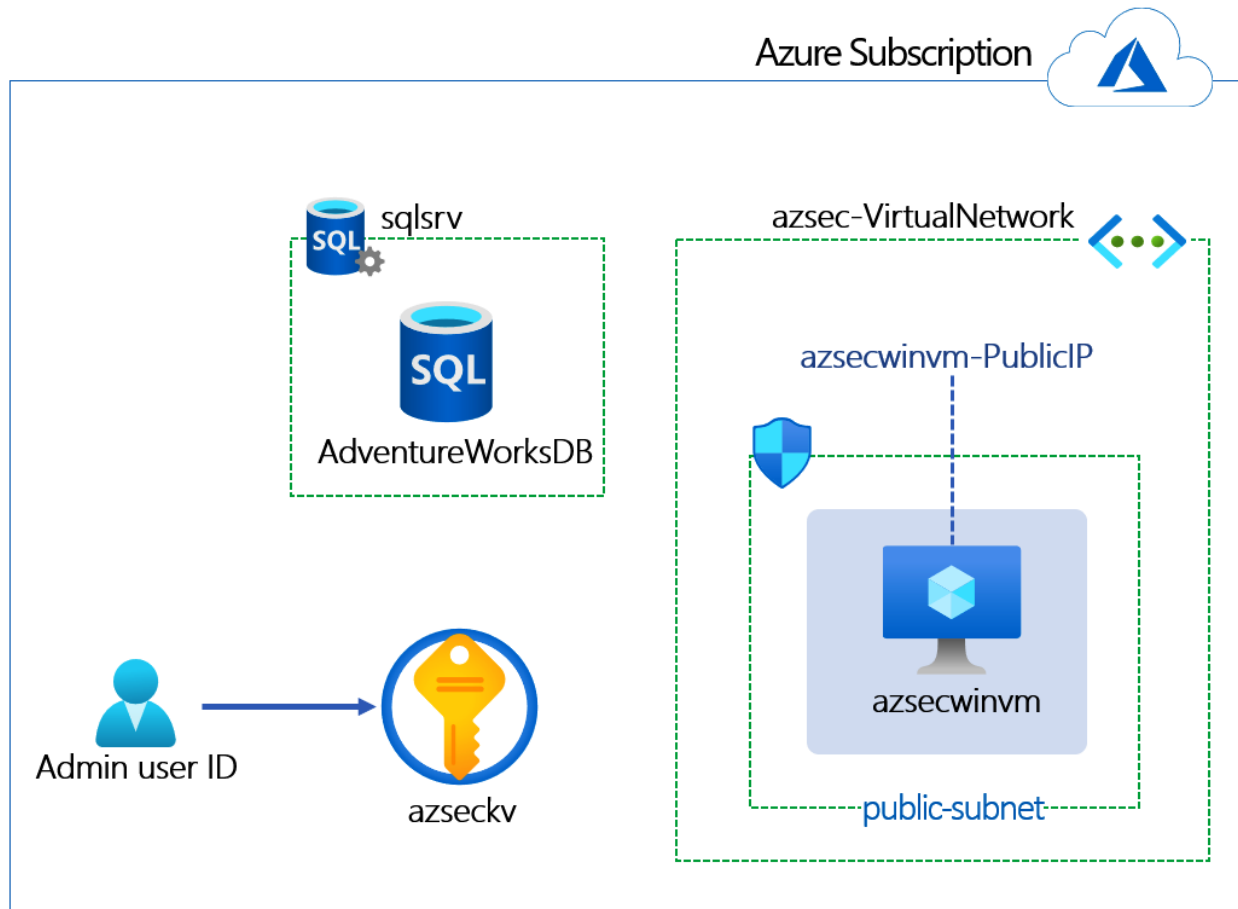 Azure Subscription
SQL
sqlsrv
SQL
AdventureWorksDB
azsec-VirtualNetwork
azsecwinvm-PublicIP
azsecwinvm
public-subnet
Admin user ID
azseckv